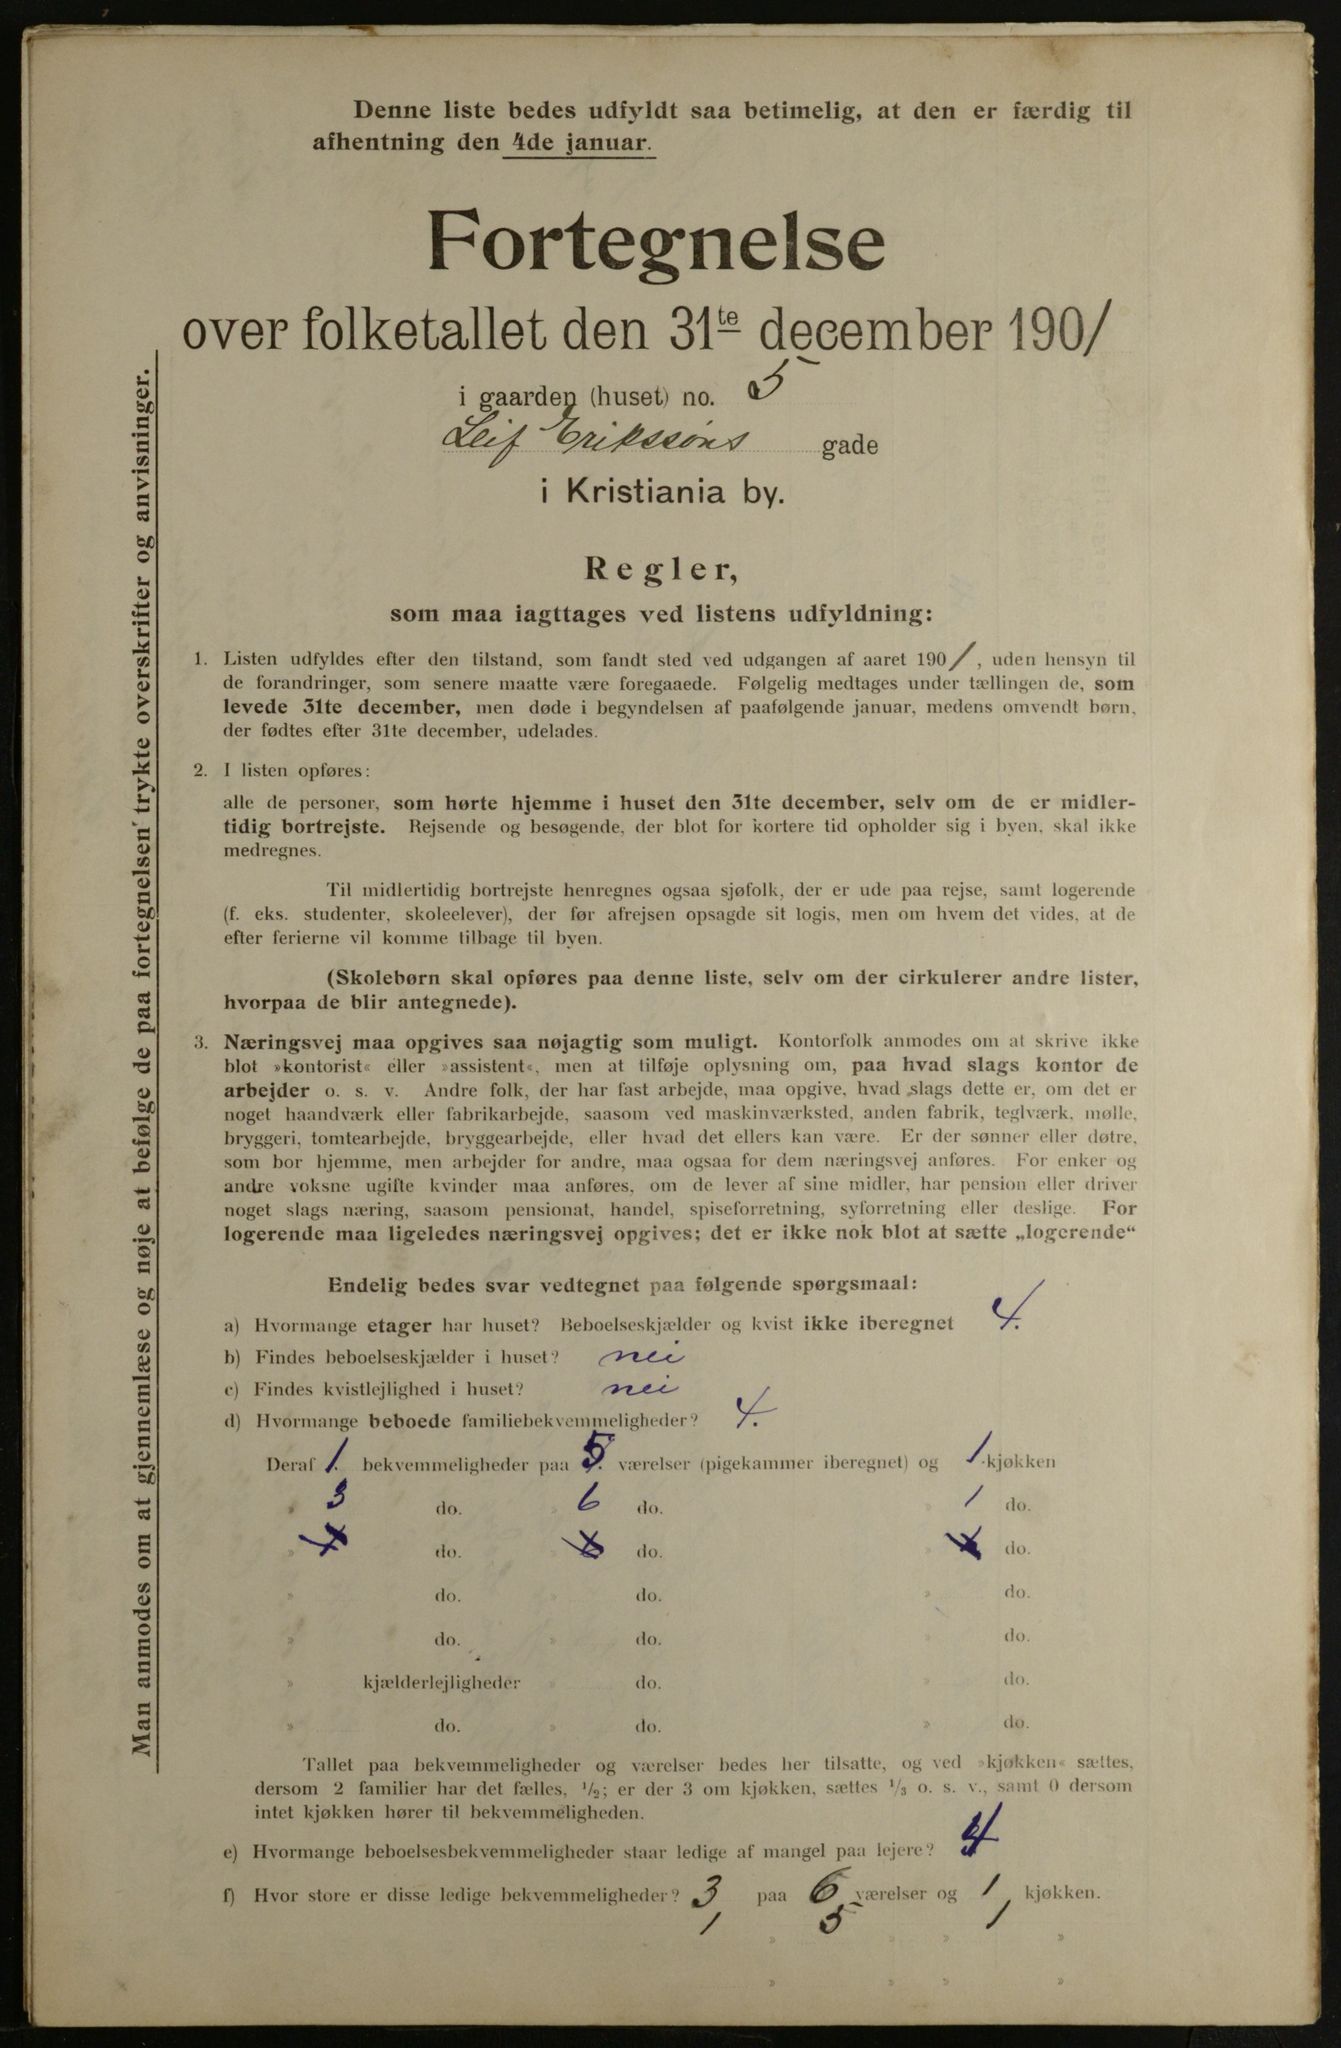 Denne liste bedes udfyldt saa betimelig, at den er færdig til
afhentning den 4de januar.
Fortegnelse
over folketallet den 31te december 1901
i gaarden (huset) no. 5
Leif Erikssøns gade
i Kristiania by.
Regler,
som maa iagttages ved listens udfyldning:
1. Listen udfyldes efter den tilstand, som fandt sted ved udgangen af aaret 1901, uden hensyn til
de forandringer, som senere maatte være foregaaede. Følgelig medtages under tællingen de, som
levede 31te december, men døde i begyndelsen af paafølgende januar, medens omvendt børn,
der fødtes efter 31te december, udelades.
2. I listen opføres:
alle de personer, som hørte hjemme i huset den 31te december, selv om de er midler-
tidig bortrejste. Rejsende og besøgende, der blot for kortere tid opholder sig i byen, skal ikke
medregnes.
Til midlertidig bortrejste henregnes ogsaa sjøfolk, der er ude paa rejse, samt logerende
(f. eks. studenter, skoleelever), der før afrejsen opsagde sit logis, men om hvem det vides, at de
efter ferierne vil komme tilbage til byen.
(Skolebørn skal opføres paa denne liste, selv om der cirkulerer andre lister,
hvorpaa de blir antegnede).
3. Næringsvej maa opgives saa nøjagtig som muligt. Kontorfolk anmodes om at skrive ikke
blot »kontorist« eller »assistent«, men at tilføje oplysning om, paa hvad slags kontor de
arbejder o. s. v. Andre folk, der har fast arbejde, maa opgive, hvad slags dette er, om det er
noget haandværk eller fabrikarbejde, saasom ved maskinværksted, anden fabrik, teglværk, mølle,
bryggeri, tomtearbejde, bryggearbejde, eller hvad det ellers kan være. Er der sønner eller døtre,
som bor hjemme, men arbejder for andre, maa ogsaa for dem næringsvej anføres. For enker og
andre voksne ugifte kvinder maa anføres, om de lever af sine midler, har pension eller driver
noget slags næring, saasom pensionat, handel, spiseforretning, syforretning eller deslige. For
logerende maa ligeledes næringsvej opgives; det er ikke nok blot at sætte „logerende“
Endelig bedes svar vedtegnet paa følgende spørgsmaal:
a) Hvormange etager har huset? Beboelseskjælder og kvist ikke iberegnet 4.
b) Findes beboelseskjælder i huset? nei
c) Findes kvistlejlighed i huset? nei
d) Hvormange beboede familiebekvemmeligheder? 4.
Deraf 1. bekvemmeligheder paa 5. værelser (pigekammer iberegnet) og 1 kjøkken
» 3 do. » 6 do. » 1 do.
» do. » do. » do.
» do. » do. » do.
» do. » do. » do.
» kjælderlejligheder » do. » do.
» do. » do. » do.
Tallet paa bekvemmeligheder og værelser bedes her tilsatte, og ved »kjøkken« sættes,
dersom 2 familier har det fælles, 1/2; er der 3 om kjøkken, sættes 1/3 o. s. v., samt 0 dersom
intet kjøkken hører til bekvemmeligheden.
e) Hvormange beboelsesbekvemmeligheder staar ledige af mangel paa lejere? 4
f) Hvor store er disse ledige bekvemmeligheder? 3 paa 6 værelser og 1 kjøkken.
1 » 5 » » 1 »
» » » »
Man anmodes om at gjennemlæse og nøje at befølge de paa fortegnelsen trykte overskrifter og anvisninger.